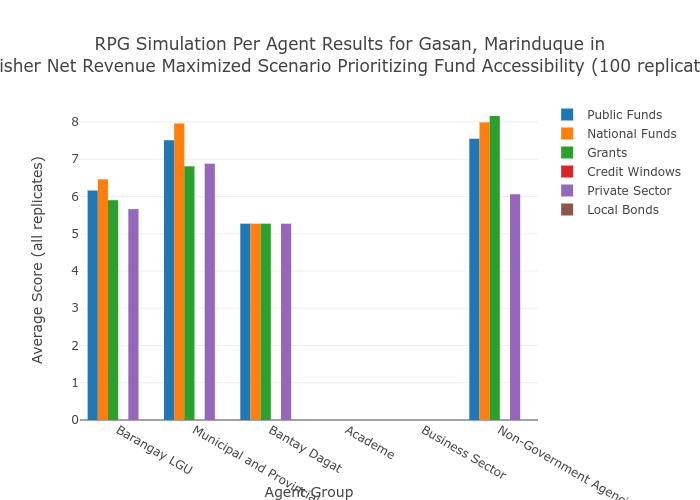 RPG Simulation Per Agent Results for Gasan, Marinduque in
isher Net Revenue Maximized Scenario Prioritizing Fund Accessibility (100 replicat
Average Score (all replicates)
8
7
6
5
4
3
2
1
0
Public Funds
National Funds
Grants
Credit Windows
Private Sector
Local Bonds
Barangay LGU
Municipal and Provincial
Bantay Dagat
Academe
Business Sector
Non-Government Agenci
Agent Group